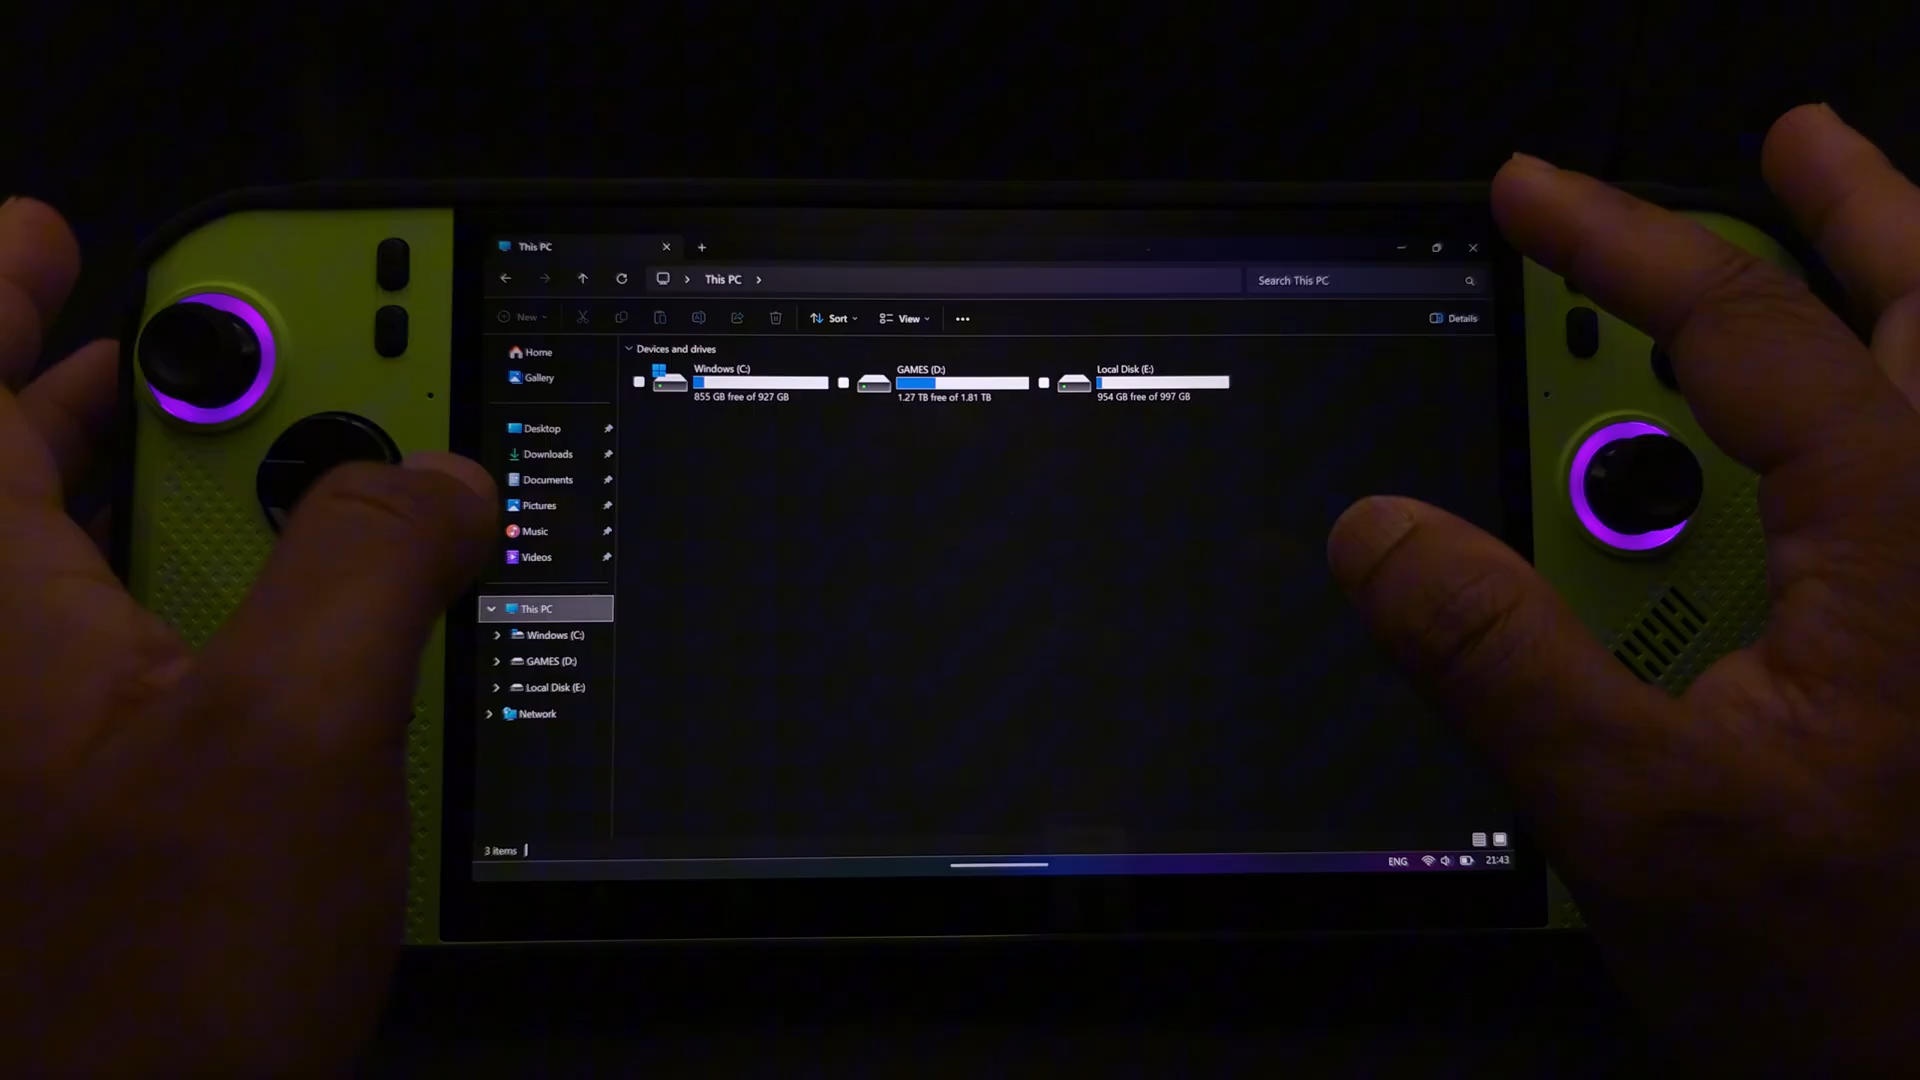 This PC
This PC
Search This PC
New
Sort
View
Details
Home
Gallery
Desktop
Downloads
Documents
Pictures
Music
Videos
This PC
Windows (C:)
GAMES (D:)
Local Disk (E:)
Network
Devices and drives
Windows (C:)
855 GB free of 927 GB
GAMES (D:)
1.27 TB free of 1.81 TB
Local Disk (E:)
954 GB free of 997 GB
3 items
ENG
21:43